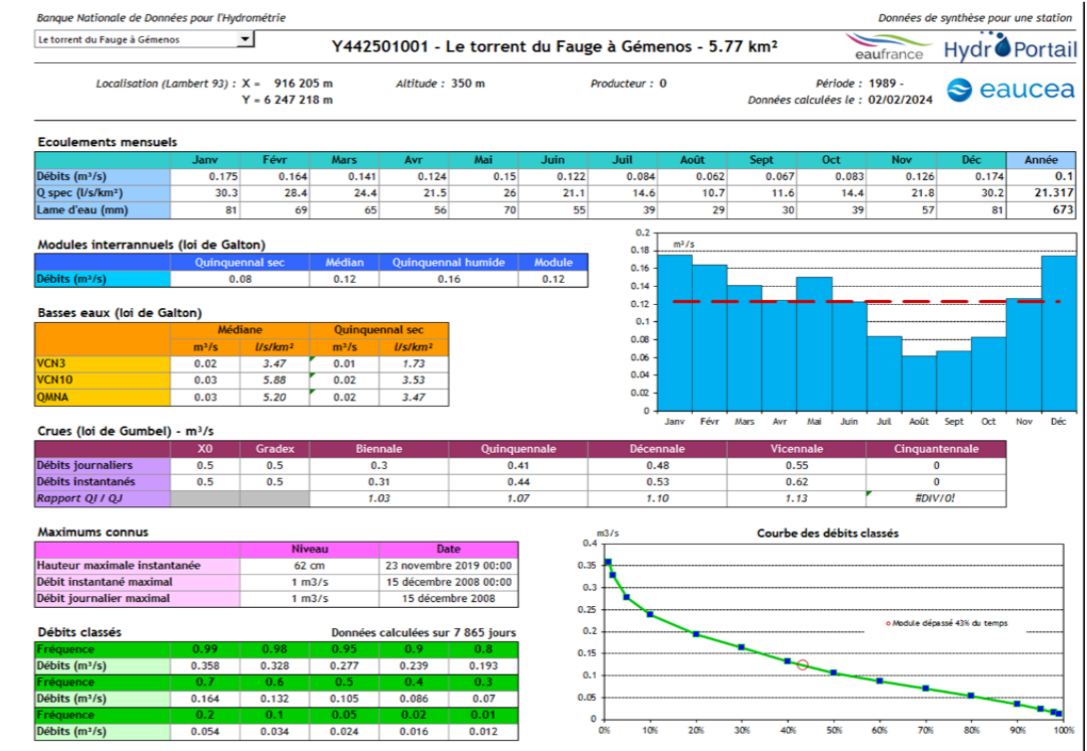 Banque Nationale de Données pour l'Hydrométrie Données de synthèse pour une station
Le torrent du Fauge à Gémenos
Y442501001 - Le torrent du Fauge à Gémenos - 5.77 km²
eaufrance HydroPortail
Localisation (Lambert 93) : X = 916 205 m Altitude : 350 m Producteur : 0 Période : 1989 -
Y = 6 247 218 m Données calculées le : 02/02/2024
eaucea
Ecoulements mensuels
Janv Févr Mars Avr Mai Juin Juil Août Sept Oct Nov Déc Année
Débits (m³/s) 0.175 0.164 0.141 0.124 0.15 0.122 0.084 0.062 0.067 0.083 0.126 0.174 0.1
Q spec (l/s/km²) 30.3 28.4 24.4 21.5 26 21.1 14.6 10.7 11.6 14.4 21.8 30.2 21.317
Lame d'eau (mm) 81 69 65 56 70 55 39 29 30 39 57 81 673
Modules interrannuels (loi de Galton)
Quinquennal sec Médian Quinquennal humide Module
Débits (m³/s) 0.08 0.12 0.16 0.12
Basses eaux (loi de Galton)
Médiane Quinquennal sec
m³/s l/s/km² m³/s l/s/km²
VCN3 0.02 3.47 0.01 1.73
VCN10 0.03 5.88 0.02 3.53
QMNA 0.03 5.20 0.02 3.47
m³/s
0.2
0.18
0.16
0.14
0.12
0.1
0.08
0.06
0.04
0.02
0
Janv Févr Mars Avr Mai Juin Juil Août Sept Oct Nov Déc
Crues (loi de Gumbel) - m³/s
X0 Gradex Biennale Quinquennale Décennale Vicennale Cinquantennale
Débits journaliers 0.5 0.5 0.3 0.41 0.48 0.55 0
Débits instantanés 0.5 0.5 0.31 0.44 0.53 0.62 0
Rapport QI / QJ 1.03 1.07 1.10 1.13 #DIV/0!
Maximums connus
Niveau Date
Hauteur maximale instantanée 62 cm 23 novembre 2019 00:00
Débit instantané maximal 1 m3/s 15 décembre 2008 00:00
Débit journalier maximal 1 m3/s 15 décembre 2008
Débits classés Données calculées sur 7 865 jours
Fréquence 0.99 0.98 0.95 0.9 0.8
Débits (m³/s) 0.358 0.328 0.277 0.239 0.193
Fréquence 0.7 0.6 0.5 0.4 0.3
Débits (m³/s) 0.164 0.132 0.105 0.086 0.07
Fréquence 0.2 0.1 0.05 0.02 0.01
Débits (m³/s) 0.054 0.034 0.024 0.016 0.012
m3/s Courbe des débits classés
0.4
0.35
0.3
0.25
0.2
0.15
0.1
0.05
0
Module dépassé 43% du temps
0% 10% 20% 30% 40% 50% 60% 70% 80% 90% 100%